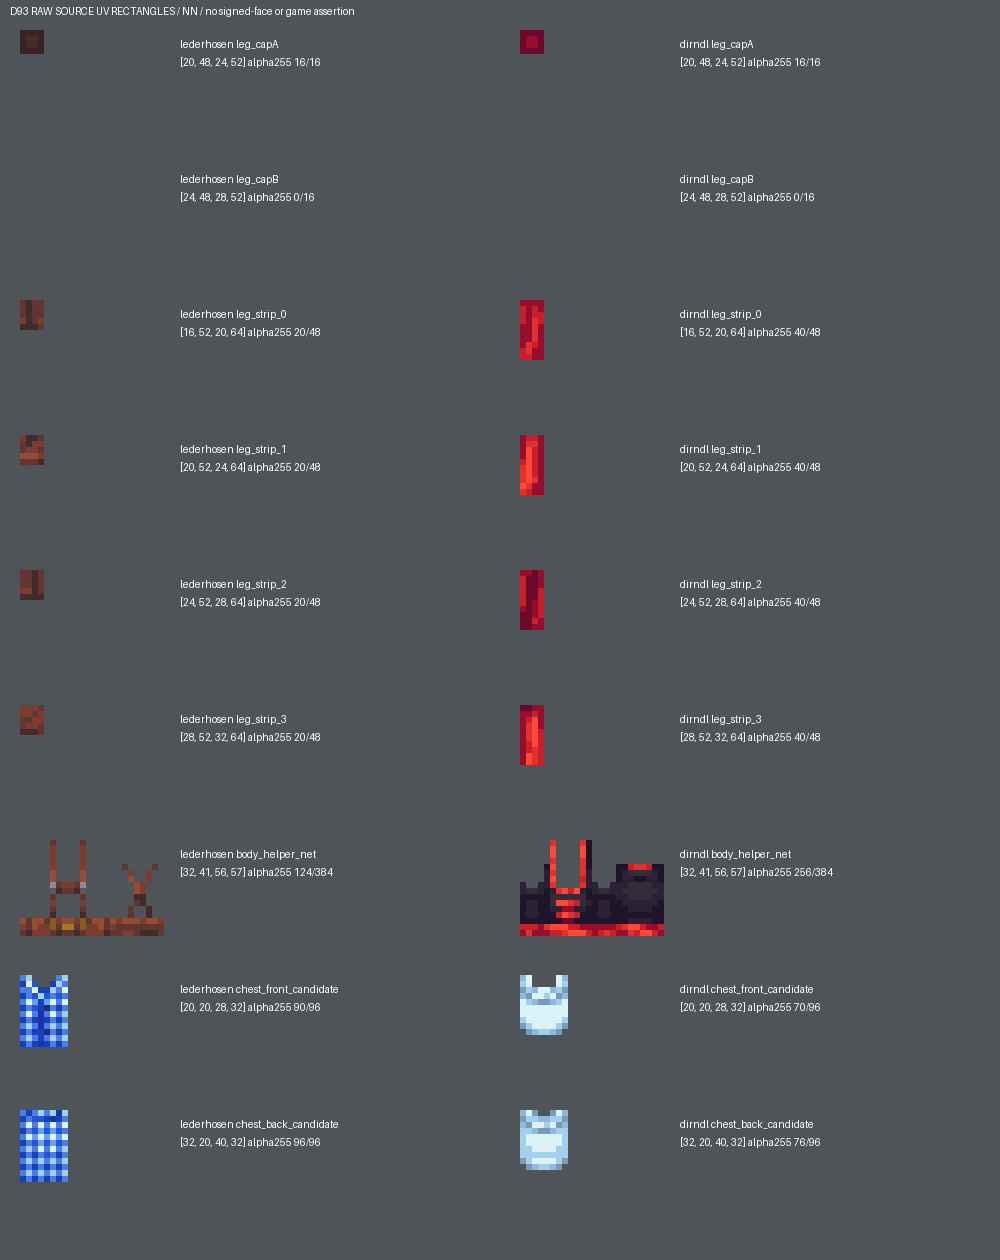 D93 RAW SOURCE UV RECTANGLES / NN / no signed-face or game assertion
lederhosen leg_capA
[20, 48, 24, 52] alpha255 16/16
dirndl leg_capA
[20, 48, 24, 52] alpha255 16/16
lederhosen leg_capB
[24, 48, 28, 52] alpha255 0/16
dirndl leg_capB
[24, 48, 28, 52] alpha255 0/16
lederhosen leg_strip_0
[16, 52, 20, 64] alpha255 20/48
dirndl leg_strip_0
[16, 52, 20, 64] alpha255 40/48
lederhosen leg_strip_1
[20, 52, 24, 64] alpha255 20/48
dirndl leg_strip_1
[20, 52, 24, 64] alpha255 40/48
lederhosen leg_strip_2
[24, 52, 28, 64] alpha255 20/48
dirndl leg_strip_2
[24, 52, 28, 64] alpha255 40/48
lederhosen leg_strip_3
[28, 52, 32, 64] alpha255 20/48
dirndl leg_strip_3
[28, 52, 32, 64] alpha255 40/48
lederhosen body_helper_net
[32, 41, 56, 57] alpha255 124/384
dirndl body_helper_net
[32, 41, 56, 57] alpha255 256/384
lederhosen chest_front_candidate
[20, 20, 28, 32] alpha255 90/96
dirndl chest_front_candidate
[20, 20, 28, 32] alpha255 70/96
lederhosen chest_back_candidate
[32, 20, 40, 32] alpha255 96/96
dirndl chest_back_candidate
[32, 20, 40, 32] alpha255 76/96